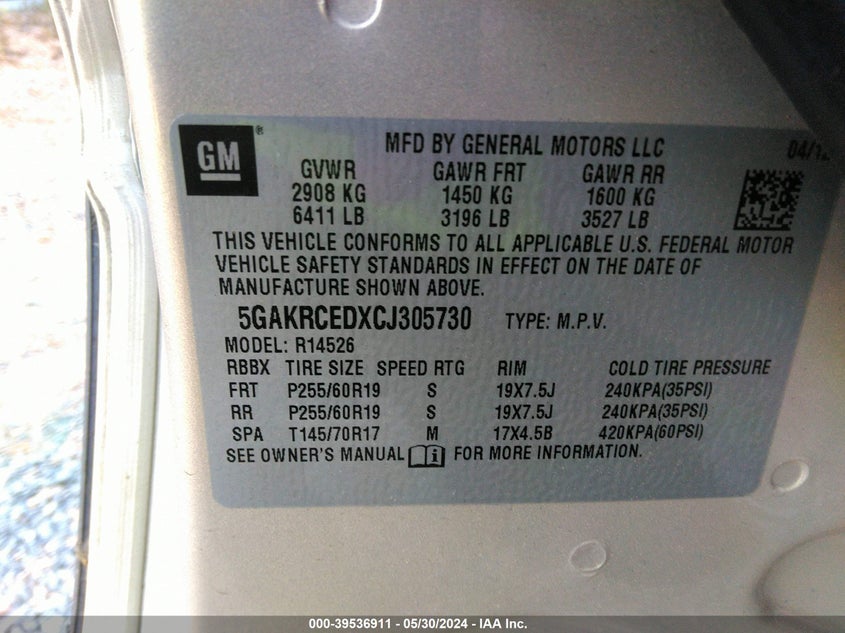 GM®
MFD BY GENERAL MOTORS LLC
GVWR GAWR FRT GAWR RR
2908 KG 1450 KG 1600 KG
6411 LB 3196 LB 3527 LB
THIS VEHICLE CONFORMS TO ALL APPLICABLE U.S. FEDERAL MOTOR
VEHICLE SAFETY STANDARDS IN EFFECT ON THE DATE OF
MANUFACTURE SHOWN ABOVE.
5GAKRCEDXCJ305730 TYPE: M.P.V.
MODEL: R14526
RBBX TIRE SIZE SPEED RTG RIM COLD TIRE PRESSURE
FRT P255/60R19 S 19X7.5J 240KPA(35PSI)
RR P255/60R19 S 19X7.5J 240KPA(35PSI)
SPA T145/70R17 M 17X4.5B 420KPA(60PSI)
SEE OWNER'S MANUAL i FOR MORE INFORMATION.
000-39536911 - 05/30/2024 - IAA Inc.